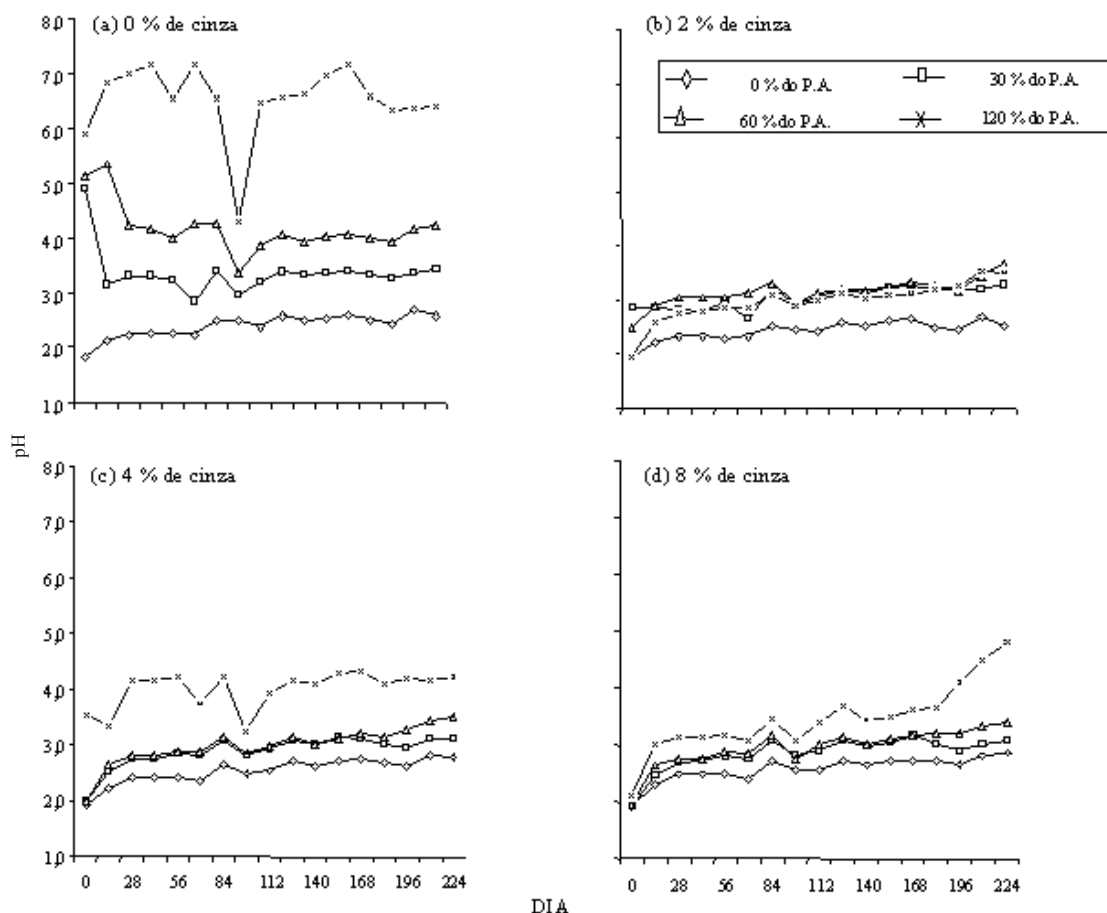 (a) 0 % de cinza
8,0
7,0
6,0
5,0
4,0
3,0
2,0
1,0
(b) 2 % de cinza
0 % do P.A.
30 % do P.A.
60 % do P.A.
120 % do P.A.
pH
(c) 4 % de cinza
8,0
7,0
6,0
5,0
4,0
3,0
2,0
1,0
0 28 56 84 112 140 168 196 224
(d) 8 % de cinza
0 28 56 84 112 140 168 196 224
DIA